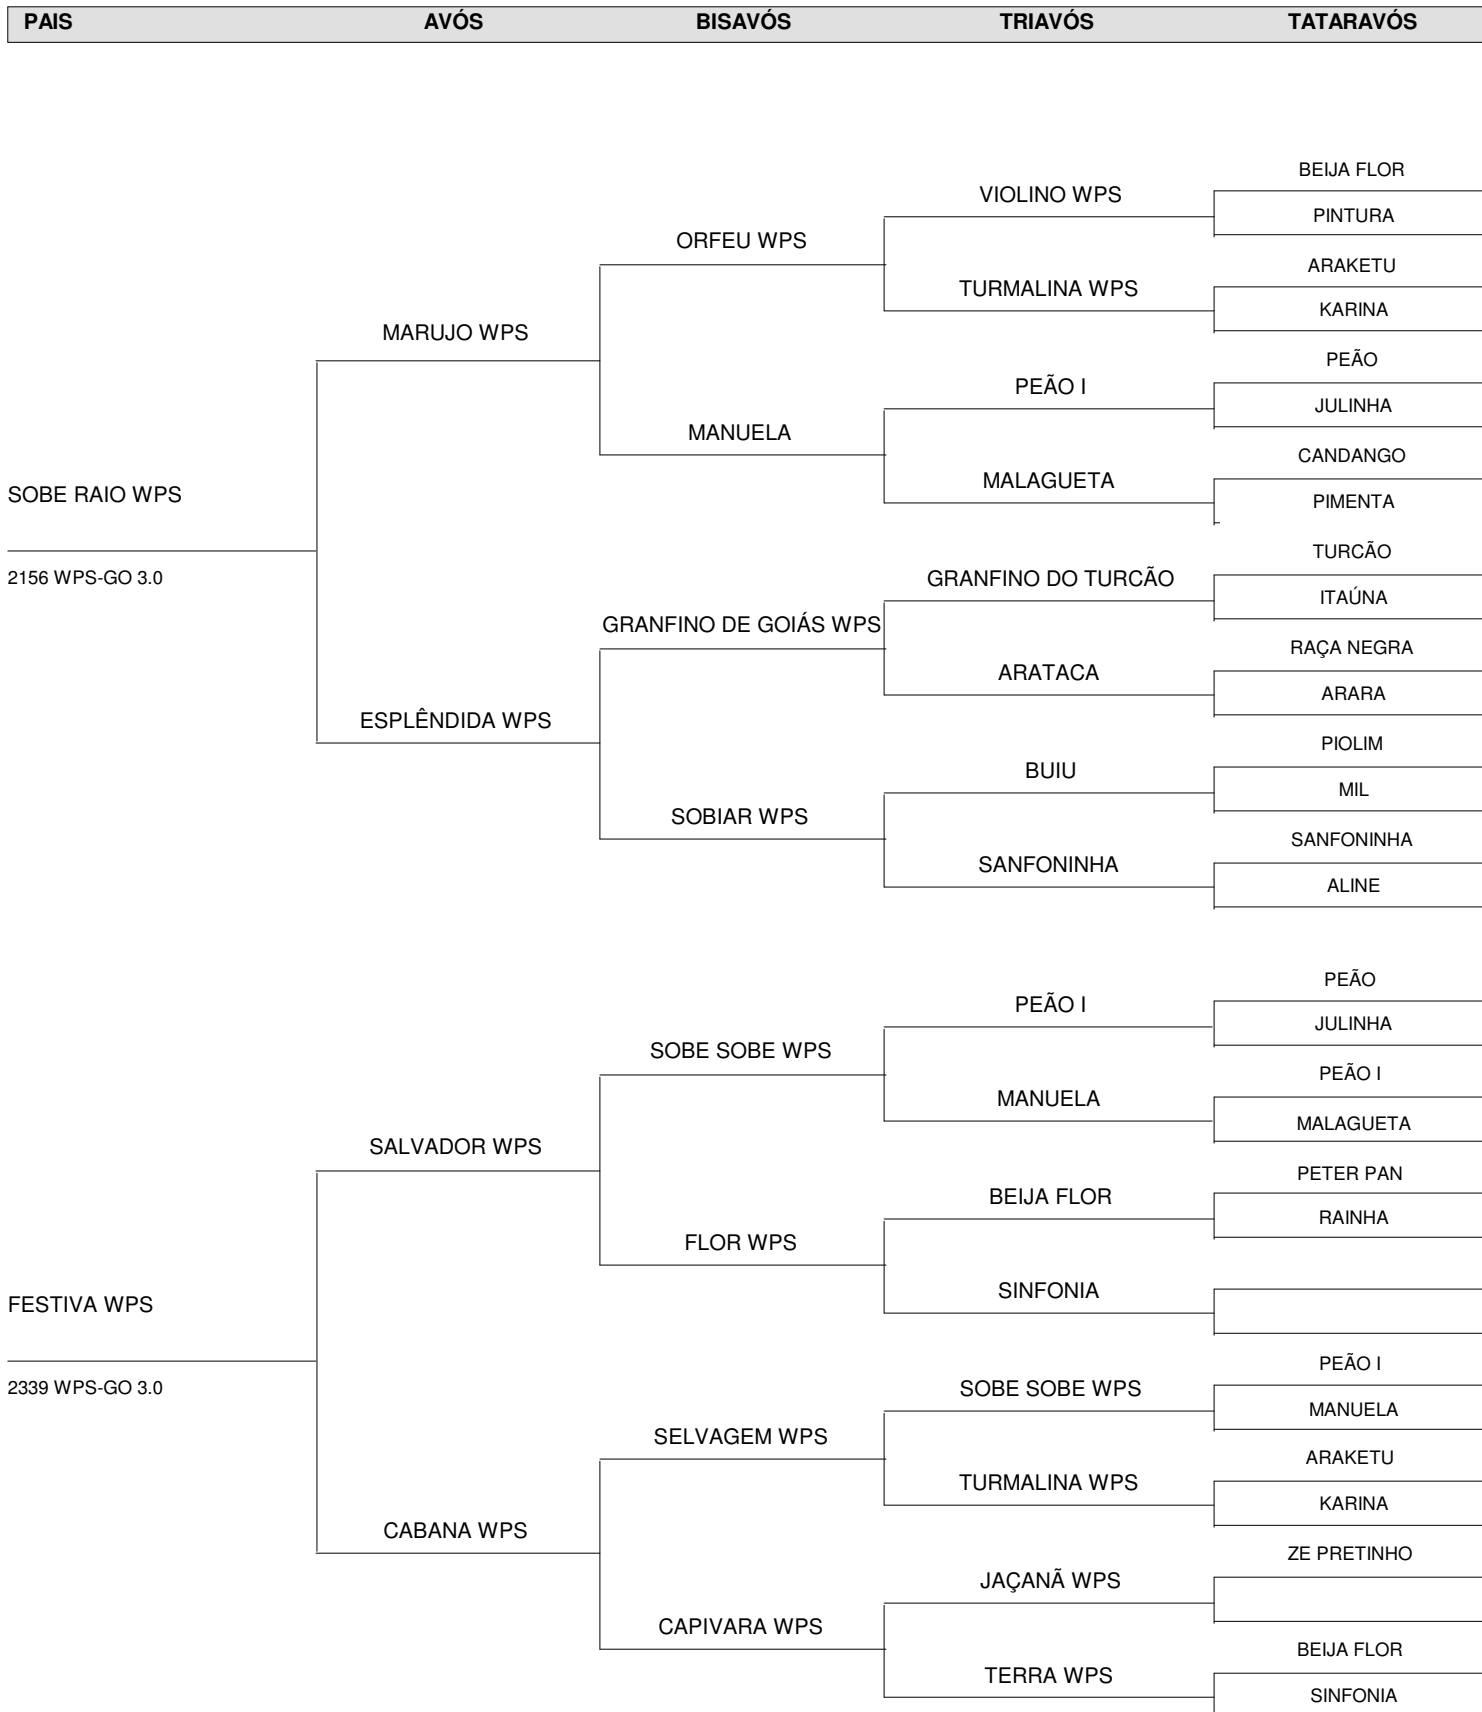 PAIS AVÓS BISAVÓS TRIAVÓS TATARAVÓS
BEIJA FLOR
VIOLINO WPS
PINTURA
ORFEU WPS
ARAKETU
TURMALINA WPS
KARINA
MARUJO WPS
PEÃO
PEÃO I
JULINHA
MANUELA
CANDANGO
MALAGUETA
SOBE RAIO WPS
PIMENTA
TURCÃO
2156 WPS-GO 3.0
GRANFINO DO TURCÃO
ITAÚNA
GRANFINO DE GOIÁS WPS
RAÇA NEGRA
ARATACA
ARARA
ESPLÊNDIDA WPS
PIOLIM
BUIU
MIL
SOBIAR WPS
SANFONINHA
SANFONINHA
ALINE
PEÃO
PEÃO I
JULINHA
SOBE SOBE WPS
PEÃO I
MANUELA
MALAGUETA
SALVADOR WPS
PETER PAN
BEIJA FLOR
RAINHA
FLOR WPS
SINFONIA
FESTIVA WPS
PEÃO I
2339 WPS-GO 3.0
SOBE SOBE WPS
MANUELA
SELVAGEM WPS
ARAKETU
TURMALINA WPS
KARINA
CABANA WPS
ZE PRETINHO
JAÇANÃ WPS
CAPIVARA WPS
BEIJA FLOR
TERRA WPS
SINFONIA